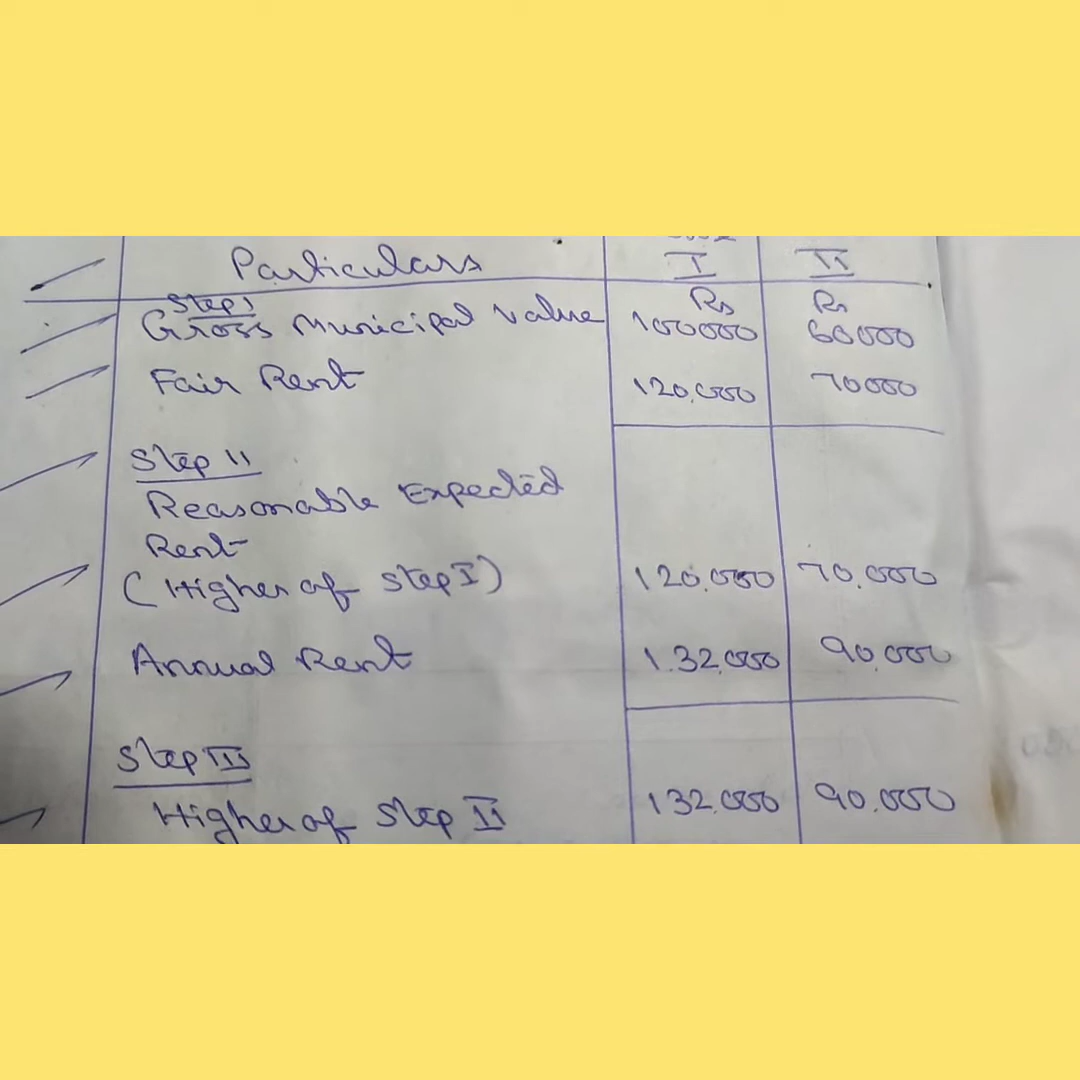 Particulars I II
Rs Rs
Step 1
Gross Municipal Value 100000 60000
Fair Rent 120,000 70000
Step II
Reasonable Expected
Rent
(Higher of Step I) 120,000 70,000
Annual Rent 1.32,000 90,000
Step III
Higher of Step II 132,000 90,000